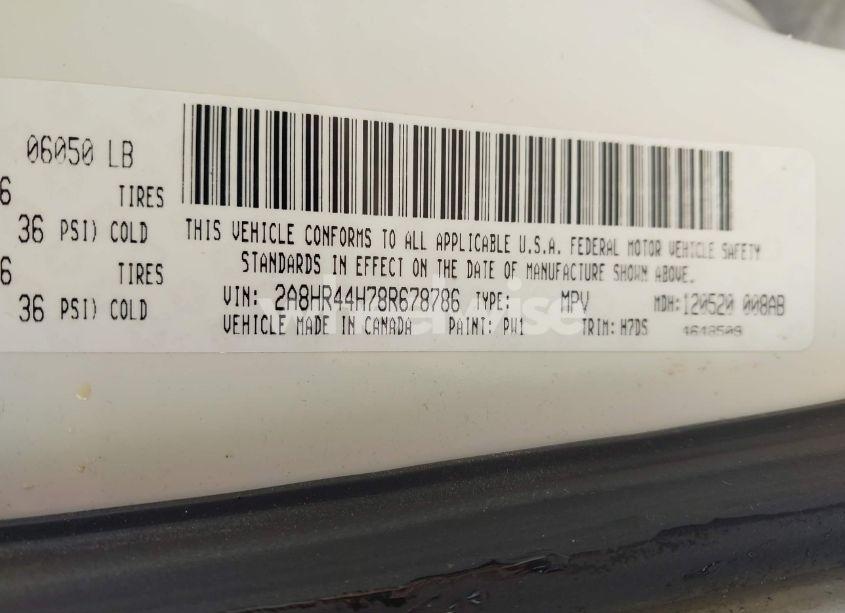 06050 LB
6 TIRES
36 PSI) COLD
6 TIRES
36 PSI) COLD
THIS VEHICLE CONFORMS TO ALL APPLICABLE U.S.A. FEDERAL MOTOR VEHICLE SAFETY
STANDARDS IN EFFECT ON THE DATE OF MANUFACTURE SHOWN ABOVE.
VIN: 2A8HR44H78R678786 TYPE: MPV MDH:120520 008AB
VEHICLE MADE IN CANADA PAINT: PW1 TRIM: H7DS 4648509